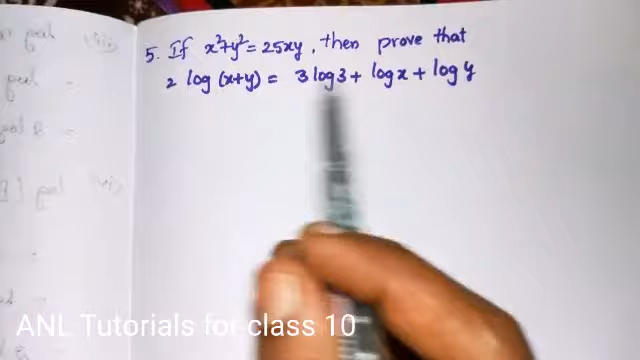 5. If x²+y² = 25xy, then prove that
2 log (x+y) = 3 log 3 + log x + log y
ANL Tutorials for class 10